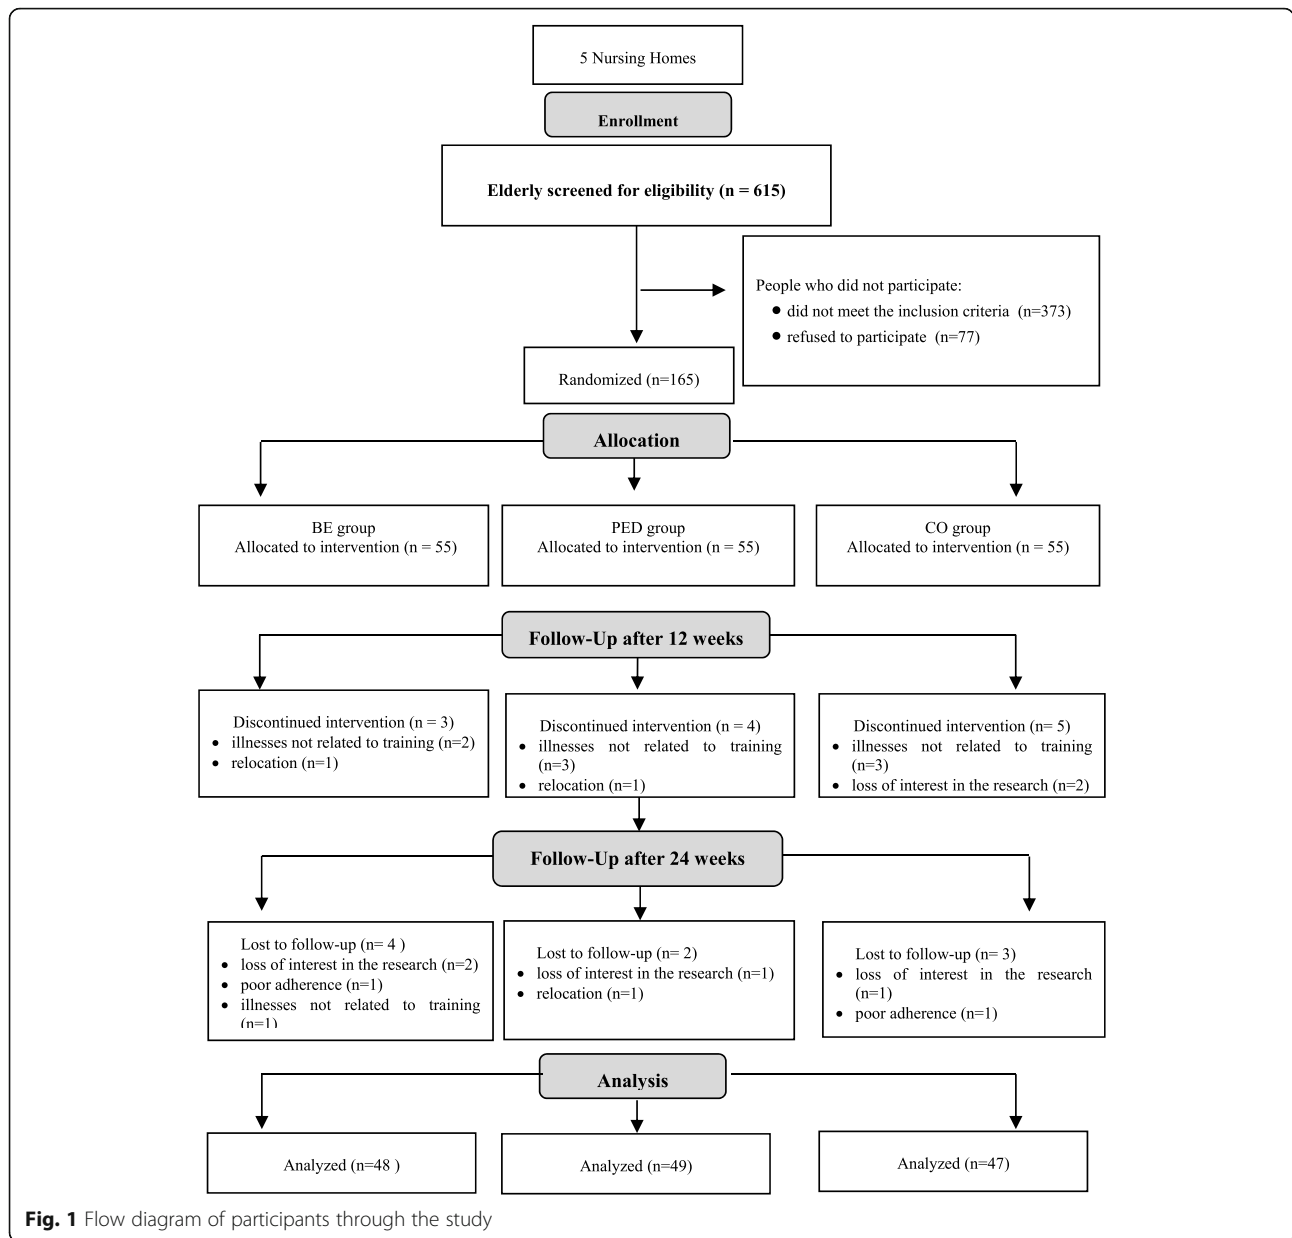 5 Nursing Homes
Enrollment
Elderly screened for eligibility (n = 615)
People who did not participate:
● did not meet the inclusion criteria (n=373)
● refused to participate (n=77)
Randomized (n=165)
Allocation
BE group
Allocated to intervention (n = 55)
PED group
Allocated to intervention (n = 55)
CO group
Allocated to intervention (n = 55)
Follow-Up after 12 weeks
Discontinued intervention (n = 3)
• illnesses not related to training (n=2)
• relocation (n=1)
Discontinued intervention (n = 4)
• illnesses not related to training
(n=3)
• relocation (n=1)
Discontinued intervention (n= 5)
• illnesses not related to training
(n=3)
• loss of interest in the research (n=2)
Follow-Up after 24 weeks
Lost to follow-up (n= 4 )
• loss of interest in the research (n=2)
• poor adherence (n=1)
• illnesses not related to training
(n=1)
Lost to follow-up (n= 2)
• loss of interest in the research (n=1)
• relocation (n=1)
Lost to follow-up (n= 3)
• loss of interest in the research
(n=1)
• poor adherence (n=1)
Analysis
Analyzed (n=48 )
Analyzed (n=49)
Analyzed (n=47)
Fig. 1 Flow diagram of participants through the study